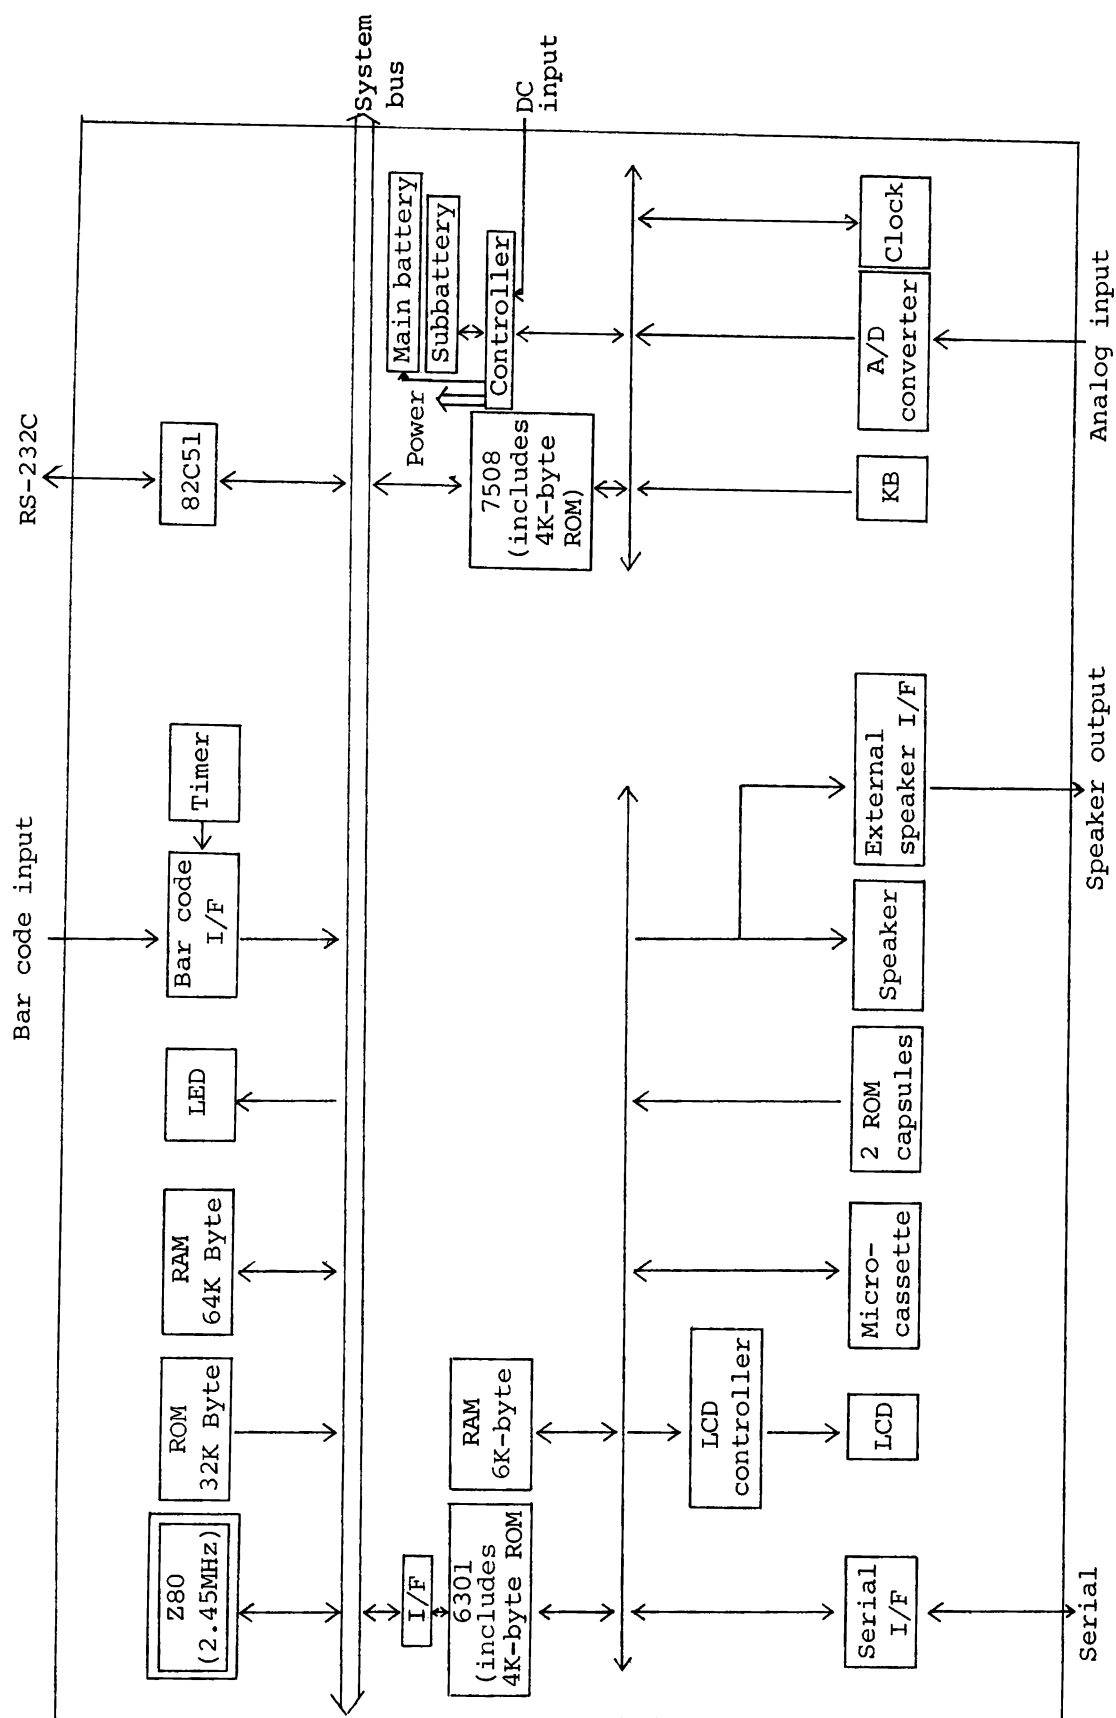 Bar code input
RS-232C
Z80
(2.45MHz)
ROM
32K Byte
RAM
64K Byte
LED
Bar code
I/F
Timer
82C51
System
bus
I/F
6301
(includes
4K-byte ROM
RAM
6K-byte
Power
Main battery
Subbattery
Controller
DC
input
7508
(includes
4K-byte
ROM)
LCD
controller
Serial
I/F
LCD
Micro-
cassette
2 ROM
capsules
Speaker
External
speaker I/F
KB
A/D
converter
Clock
Serial
Speaker output
Analog input